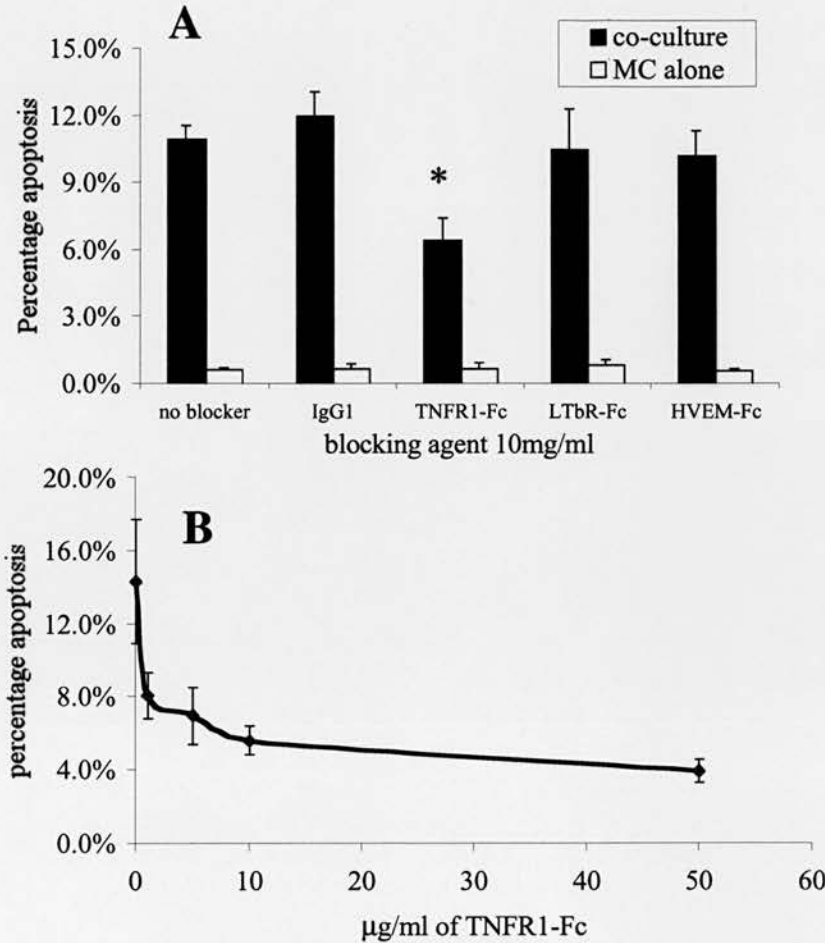 A
15.0%
12.0%
9.0%
6.0%
3.0%
0.0%
Percentage apoptosis
co-culture
MC alone
*
no blocker IgG1 TNFR1-Fc LTbR-Fc HVEM-Fc
blocking agent 10mg/ml
B
20.0%
16.0%
12.0%
8.0%
4.0%
0.0%
percentage apoptosis
0 10 20 30 40 50 60
μg/ml of TNFR1-Fc